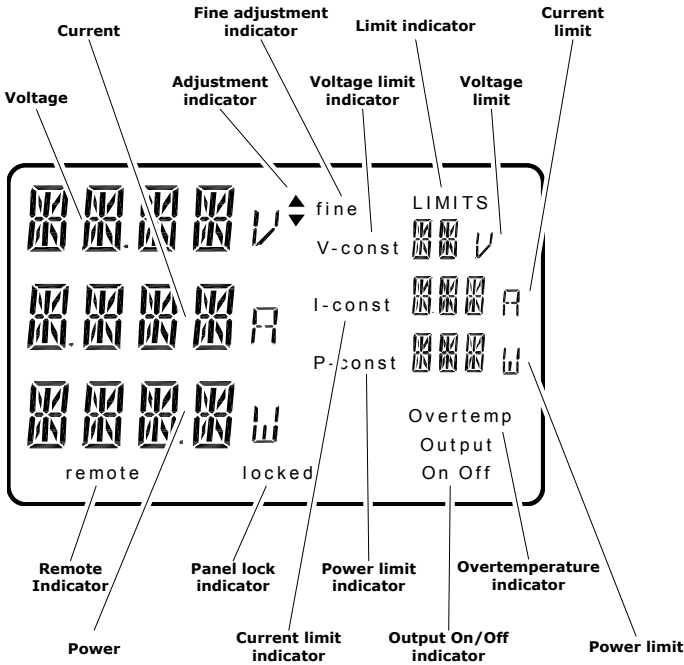 Fine adjustment
indicator
Current
Limit indicator
Current
limit
Voltage
Adjustment
indicator
Voltage limit
indicator
Voltage
limit
LIMITS
fine
V
V-const
V
I-const
A
A
P-const
W
W
Overtemp
Output
On Off
remote
locked
Remote
Indicator
Panel lock
indicator
Power limit
indicator
Overtemperature
indicator
Power
Current limit
indicator
Output On/Off
indicator
Power limit